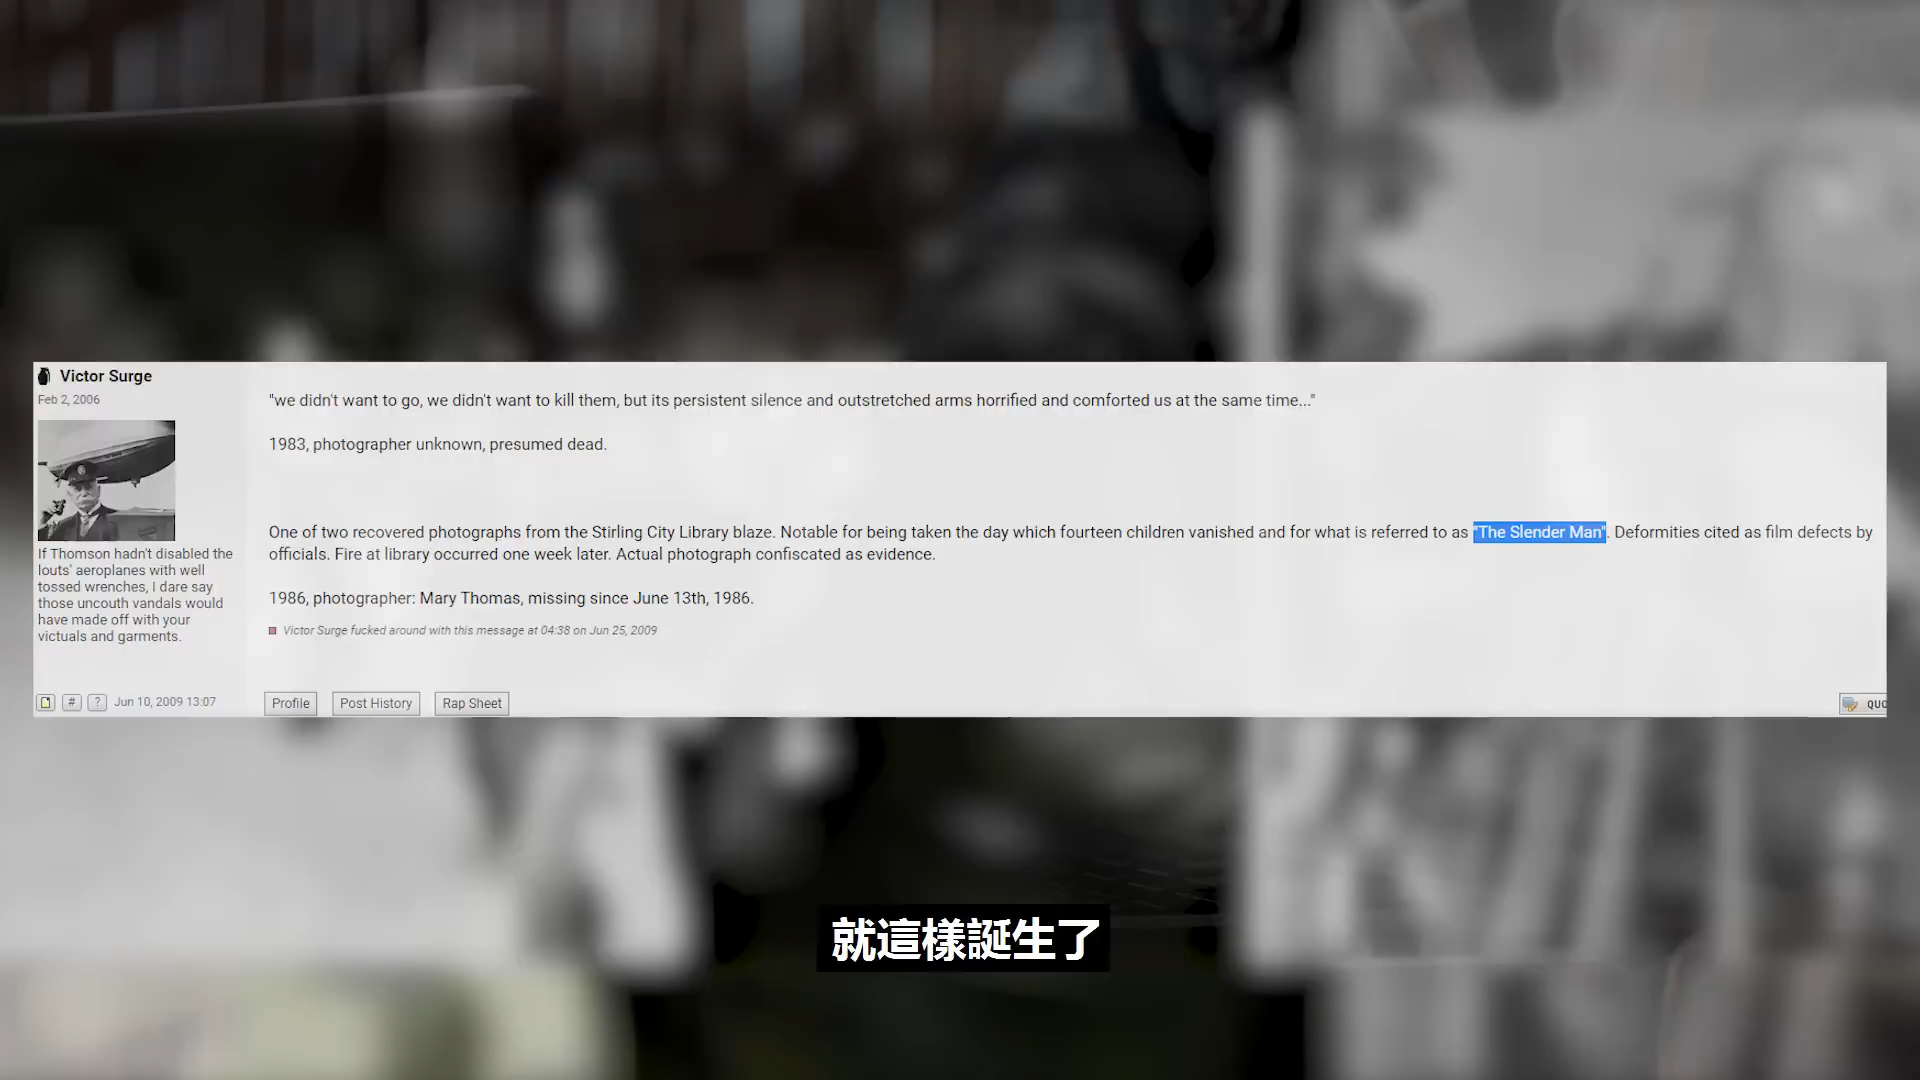 Victor Surge
Feb 2, 2006
If Thomson hadn't disabled the
louts' aeroplanes with well
tossed wrenches, I dare say
those uncouth vandals would
have made off with your
victuals and garments.
"we didn't want to go, we didn't want to kill them, but its persistent silence and outstretched arms horrified and comforted us at the same time..."
1983, photographer unknown, presumed dead.
One of two recovered photographs from the Stirling City Library blaze. Notable for being taken the day which fourteen children vanished and for what is referred to as "The Slender Man". Deformities cited as film defects by
officials. Fire at library occurred one week later. Actual photograph confiscated as evidence.
1986, photographer: Mary Thomas, missing since June 13th, 1986.
Victor Surge fucked around with this message at 04:38 on Jun 25, 2009
# ? Jun 10, 2009 13:07
Profile Post History Rap Sheet
就這樣誕生了